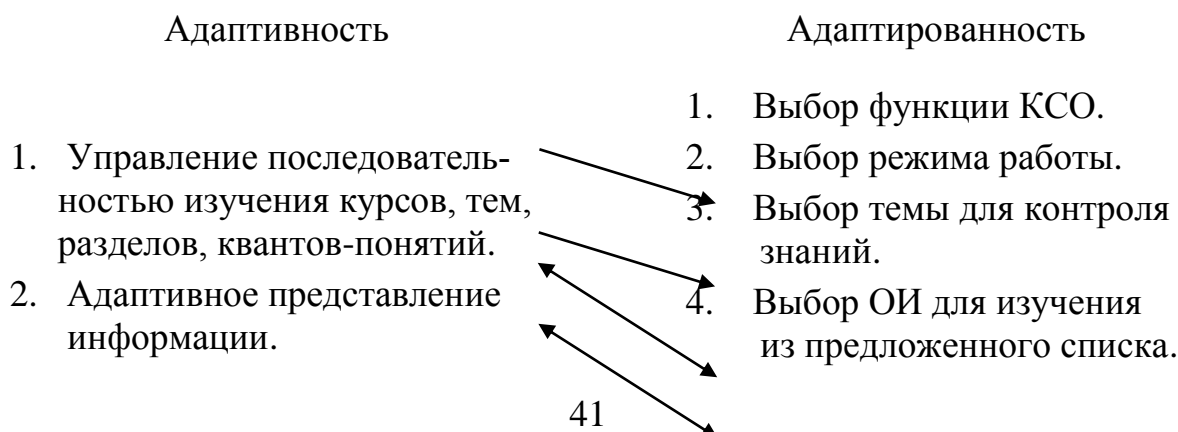 Адаптивность
1. Управление последователь-
ностью изучения курсов, тем,
разделов, квантов-понятий.
2. Адаптивное представление
информации.
Адаптированность
1. Выбор функции КСО.
2. Выбор режима работы.
3. Выбор темы для контроля
знаний.
4. Выбор ОИ для изучения
из предложенного списка.
41